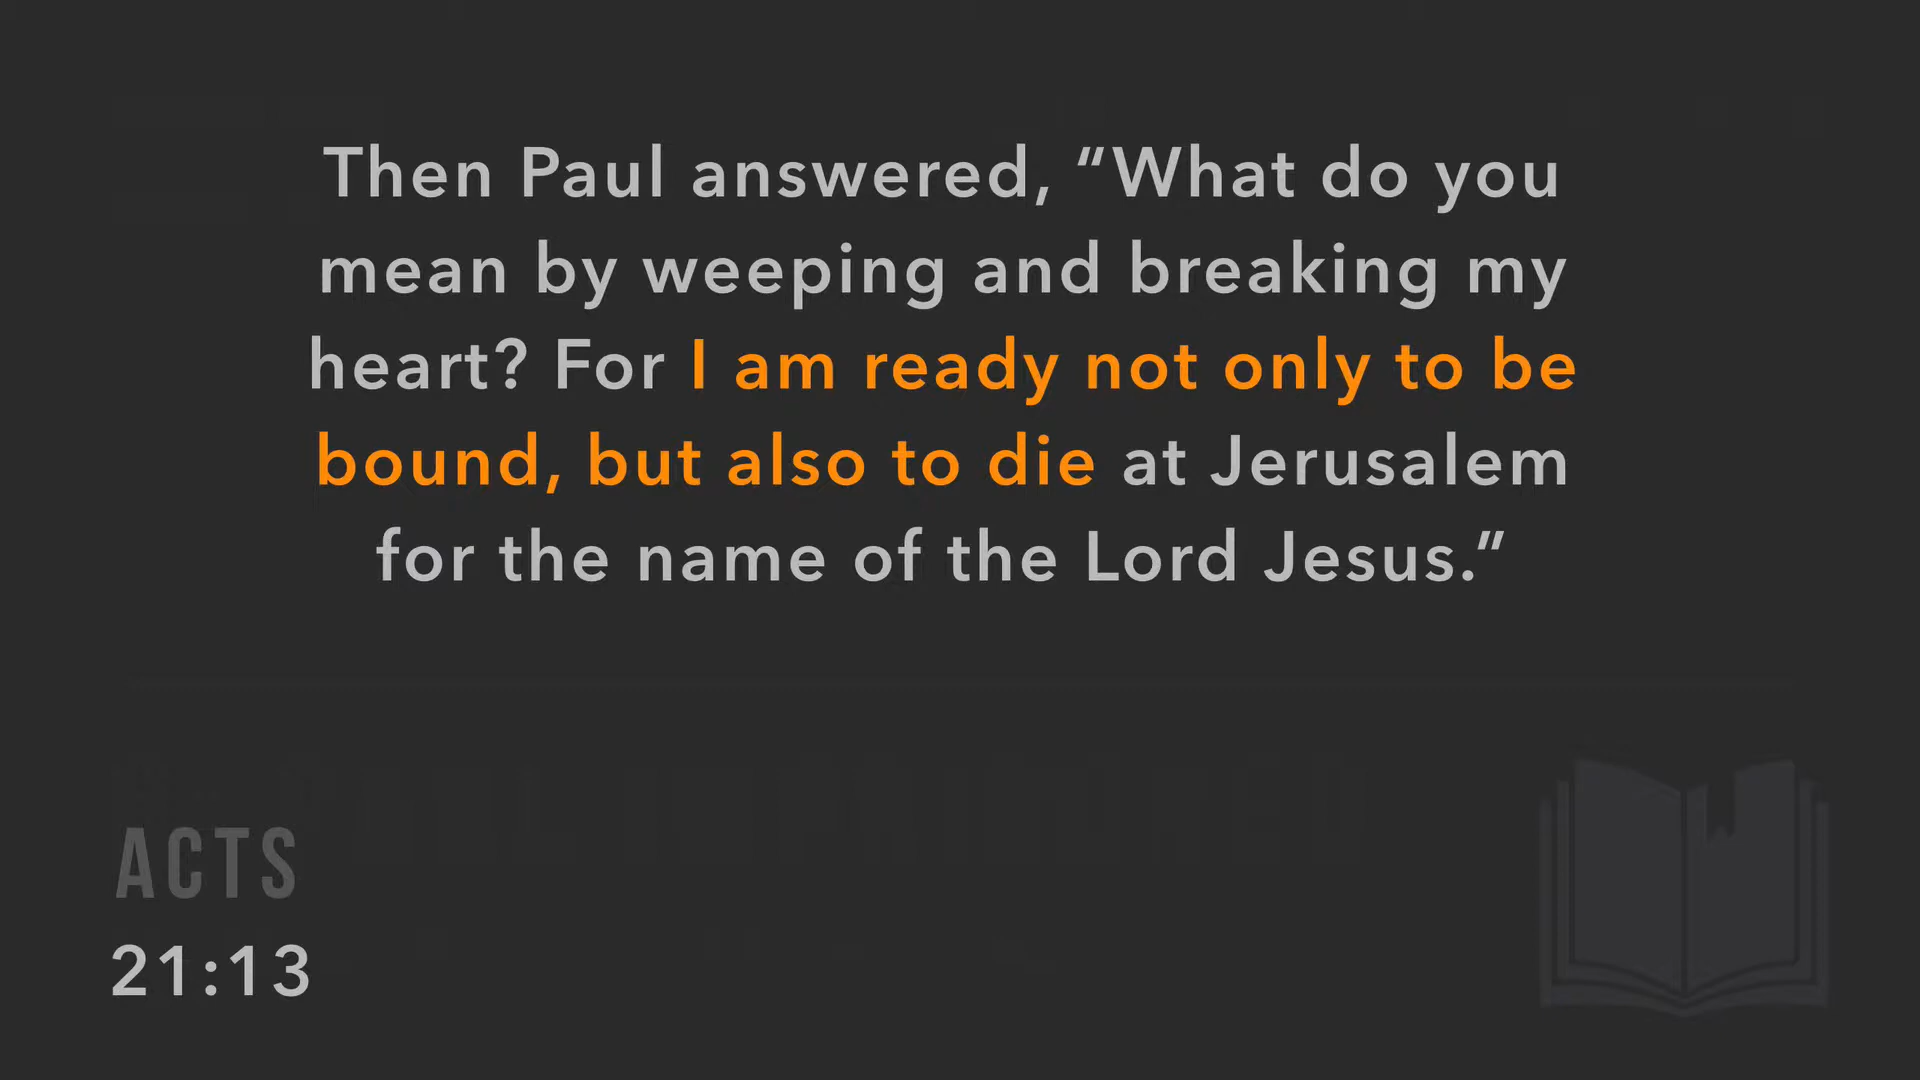 Then Paul answered, “What do you
mean by weeping and breaking my
heart? For I am ready not only to be
bound, but also to die at Jerusalem
for the name of the Lord Jesus.”
ACTS
21:13